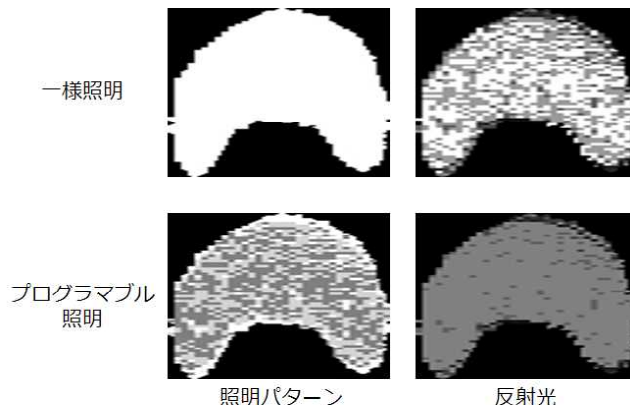 一様照明
プログラマブル
照明
照明パターン
反射光